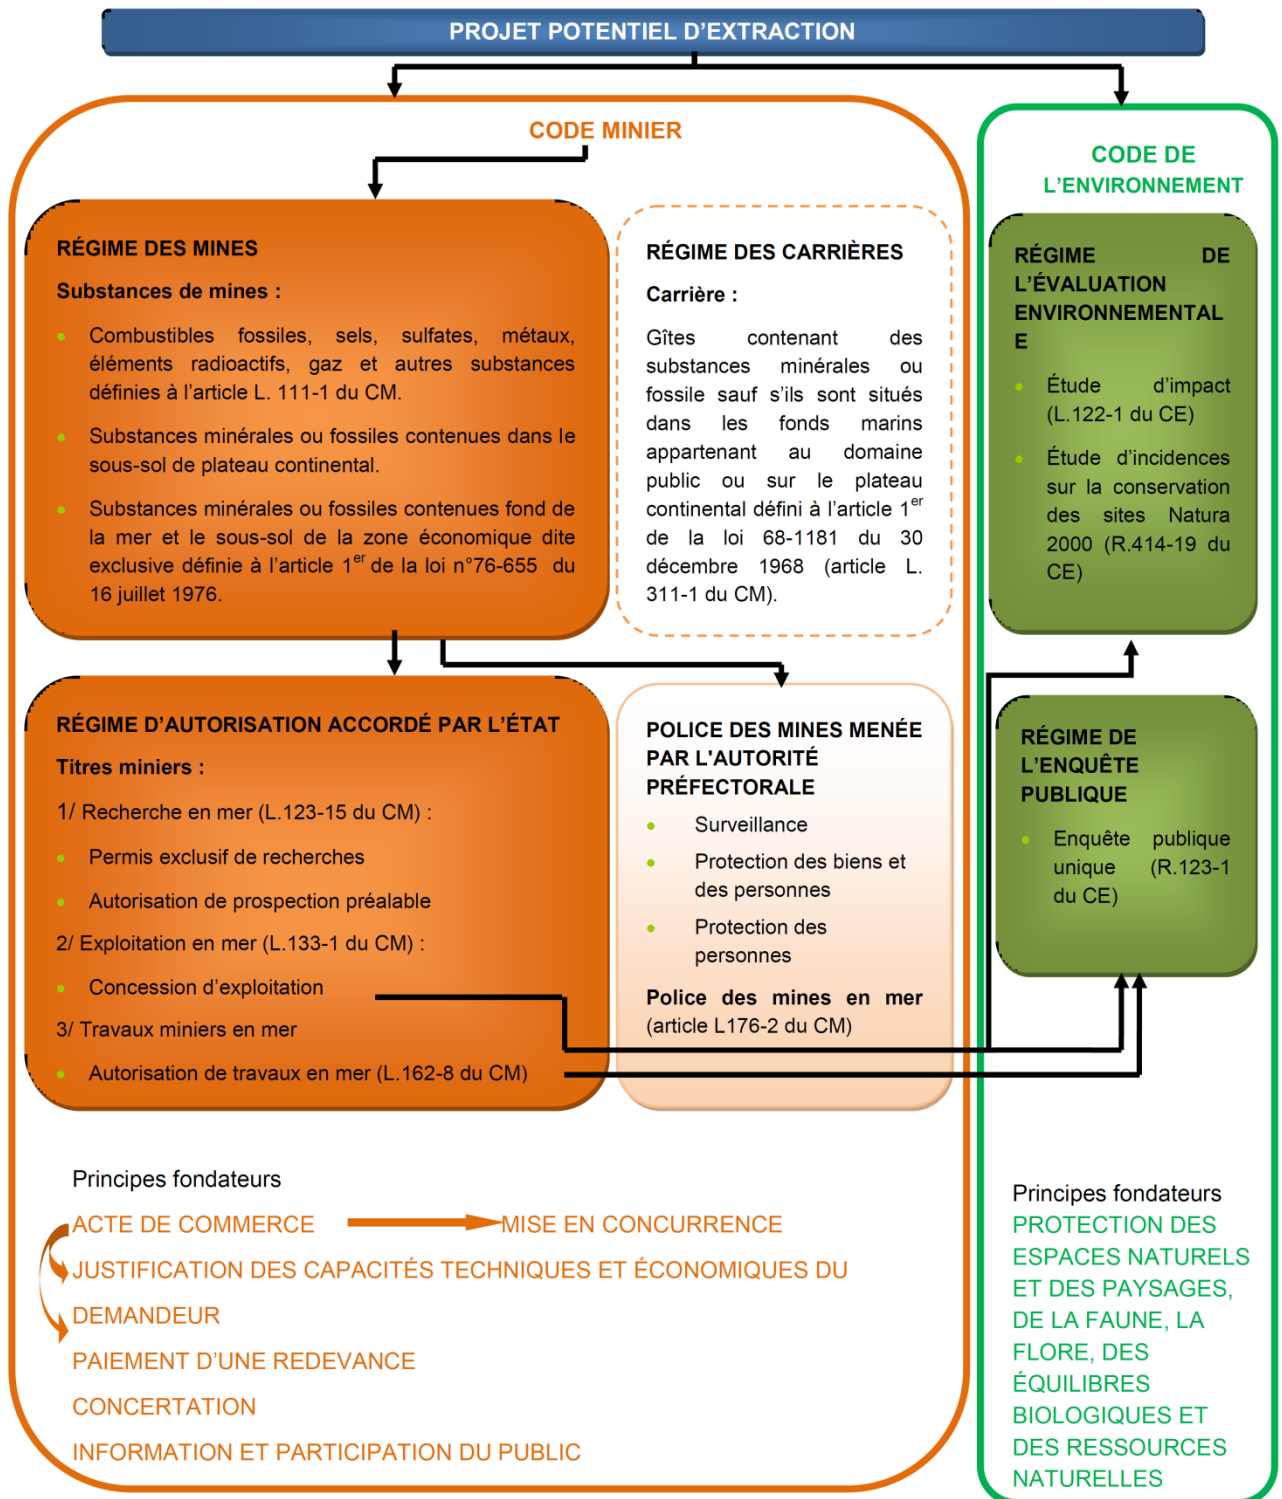 PROJET POTENTIEL D'EXTRACTION
CODE MINIER
RÉGIME DES MINES
Substances de mines :
• Combustibles fossiles, sels, sulfates, métaux,
éléments radioactifs, gaz et autres substances
définies à l'article L. 111-1 du CM.
• Substances minérales ou fossiles contenues dans le
sous-sol de plateau continental.
• Substances minérales ou fossiles contenues fond de
la mer et le sous-sol de la zone économique dite
exclusive définie à l'article 1er de la loi n°76-655 du
16 juillet 1976.
RÉGIME DES CARRIÈRES
Carrière :
Gîtes contenant des
substances minérales ou
fossile sauf s'ils sont situés
dans les fonds marins
appartenant au domaine
public ou sur le plateau
continental défini à l'article 1er
de la loi 68-1181 du 30
décembre 1968 (article L.
311-1 du CM).
RÉGIME D'AUTORISATION ACCORDÉ PAR L'ÉTAT
Titres miniers :
1/ Recherche en mer (L.123-15 du CM) :
• Permis exclusif de recherches
• Autorisation de prospection préalable
2/ Exploitation en mer (L.133-1 du CM) :
• Concession d'exploitation
3/ Travaux miniers en mer
• Autorisation de travaux en mer (L.162-8 du CM)
POLICE DES MINES MENÉE
PAR L'AUTORITÉ
PRÉFECTORALE
• Surveillance
• Protection des biens et
des personnes
• Protection des
personnes
Police des mines en mer
(article L176-2 du CM)
Principes fondateurs
ACTE DE COMMERCE MISE EN CONCURRENCE
JUSTIFICATION DES CAPACITÉS TECHNIQUES ET ÉCONOMIQUES DU
DEMANDEUR
PAIEMENT D'UNE REDEVANCE
CONCERTATION
INFORMATION ET PARTICIPATION DU PUBLIC
CODE DE
L'ENVIRONNEMENT
RÉGIME DE
L'ÉVALUATION
ENVIRONNEMENTAL
E
• Étude d'impact
(L.122-1 du CE)
• Étude d'incidences
sur la conservation
des sites Natura
2000 (R.414-19 du
CE)
RÉGIME DE
L'ENQUÊTE
PUBLIQUE
• Enquête publique
unique (R.123-1
du CE)
Principes fondateurs
PROTECTION DES
ESPACES NATURELS
ET DES PAYSAGES,
DE LA FAUNE, LA
FLORE, DES
ÉQUILIBRES
BIOLOGIQUES ET
DES RESSOURCES
NATURELLES